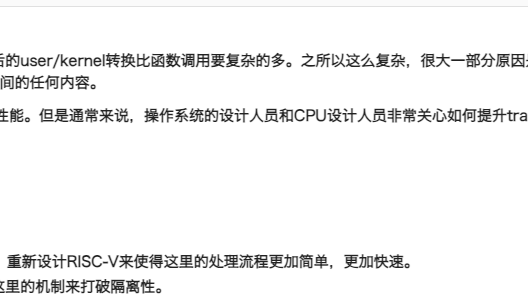 的user/kernel转换比函数调用要复杂的多。之所以这么复杂，很大一部分原因
间的任何内容。
性能。但是通常来说，操作系统的设计人员和CPU设计人员非常关心如何提升tra
重新设计RISC-V来使得这里的处理流程更加简单，更加快速。
这里的机制来打破隔离性。